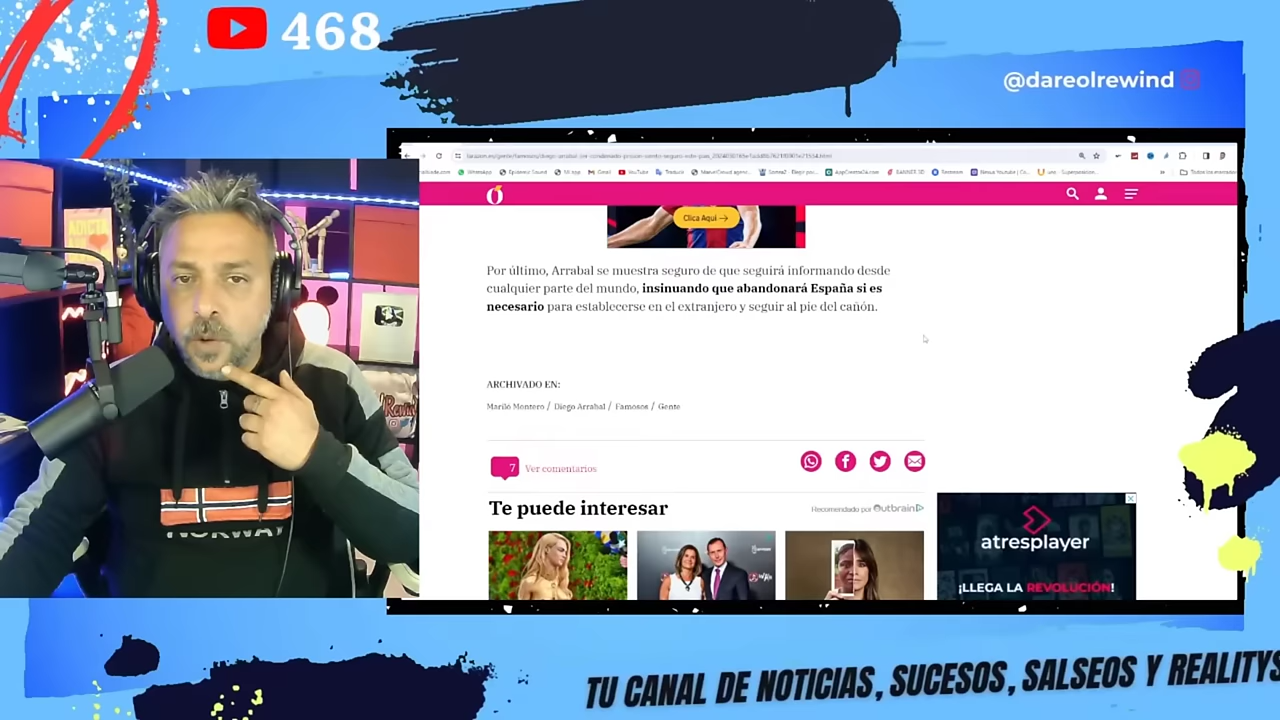 468
@dareolrewind
WhatsApp
Gmail
YouTube
Ó
Clica Aquí →
Por último, Arrabal se muestra seguro de que seguirá informando desde
cualquier parte del mundo, insinuando que abandonará España si es
necesario para establecerse en el extranjero y seguir al pie del cañón.
ARCHIVADO EN:
Mariló Montero / Diego Arrabal / Famosos / Gente
7 Ver comentarios
Te puede interesar
Recomendado por Outbrain
atresplayer
¡LLEGA LA REVOLUCIÓN!
NORWAY
TU CANAL DE NOTICIAS, SUCESOS, SALSEOS Y REALITYS